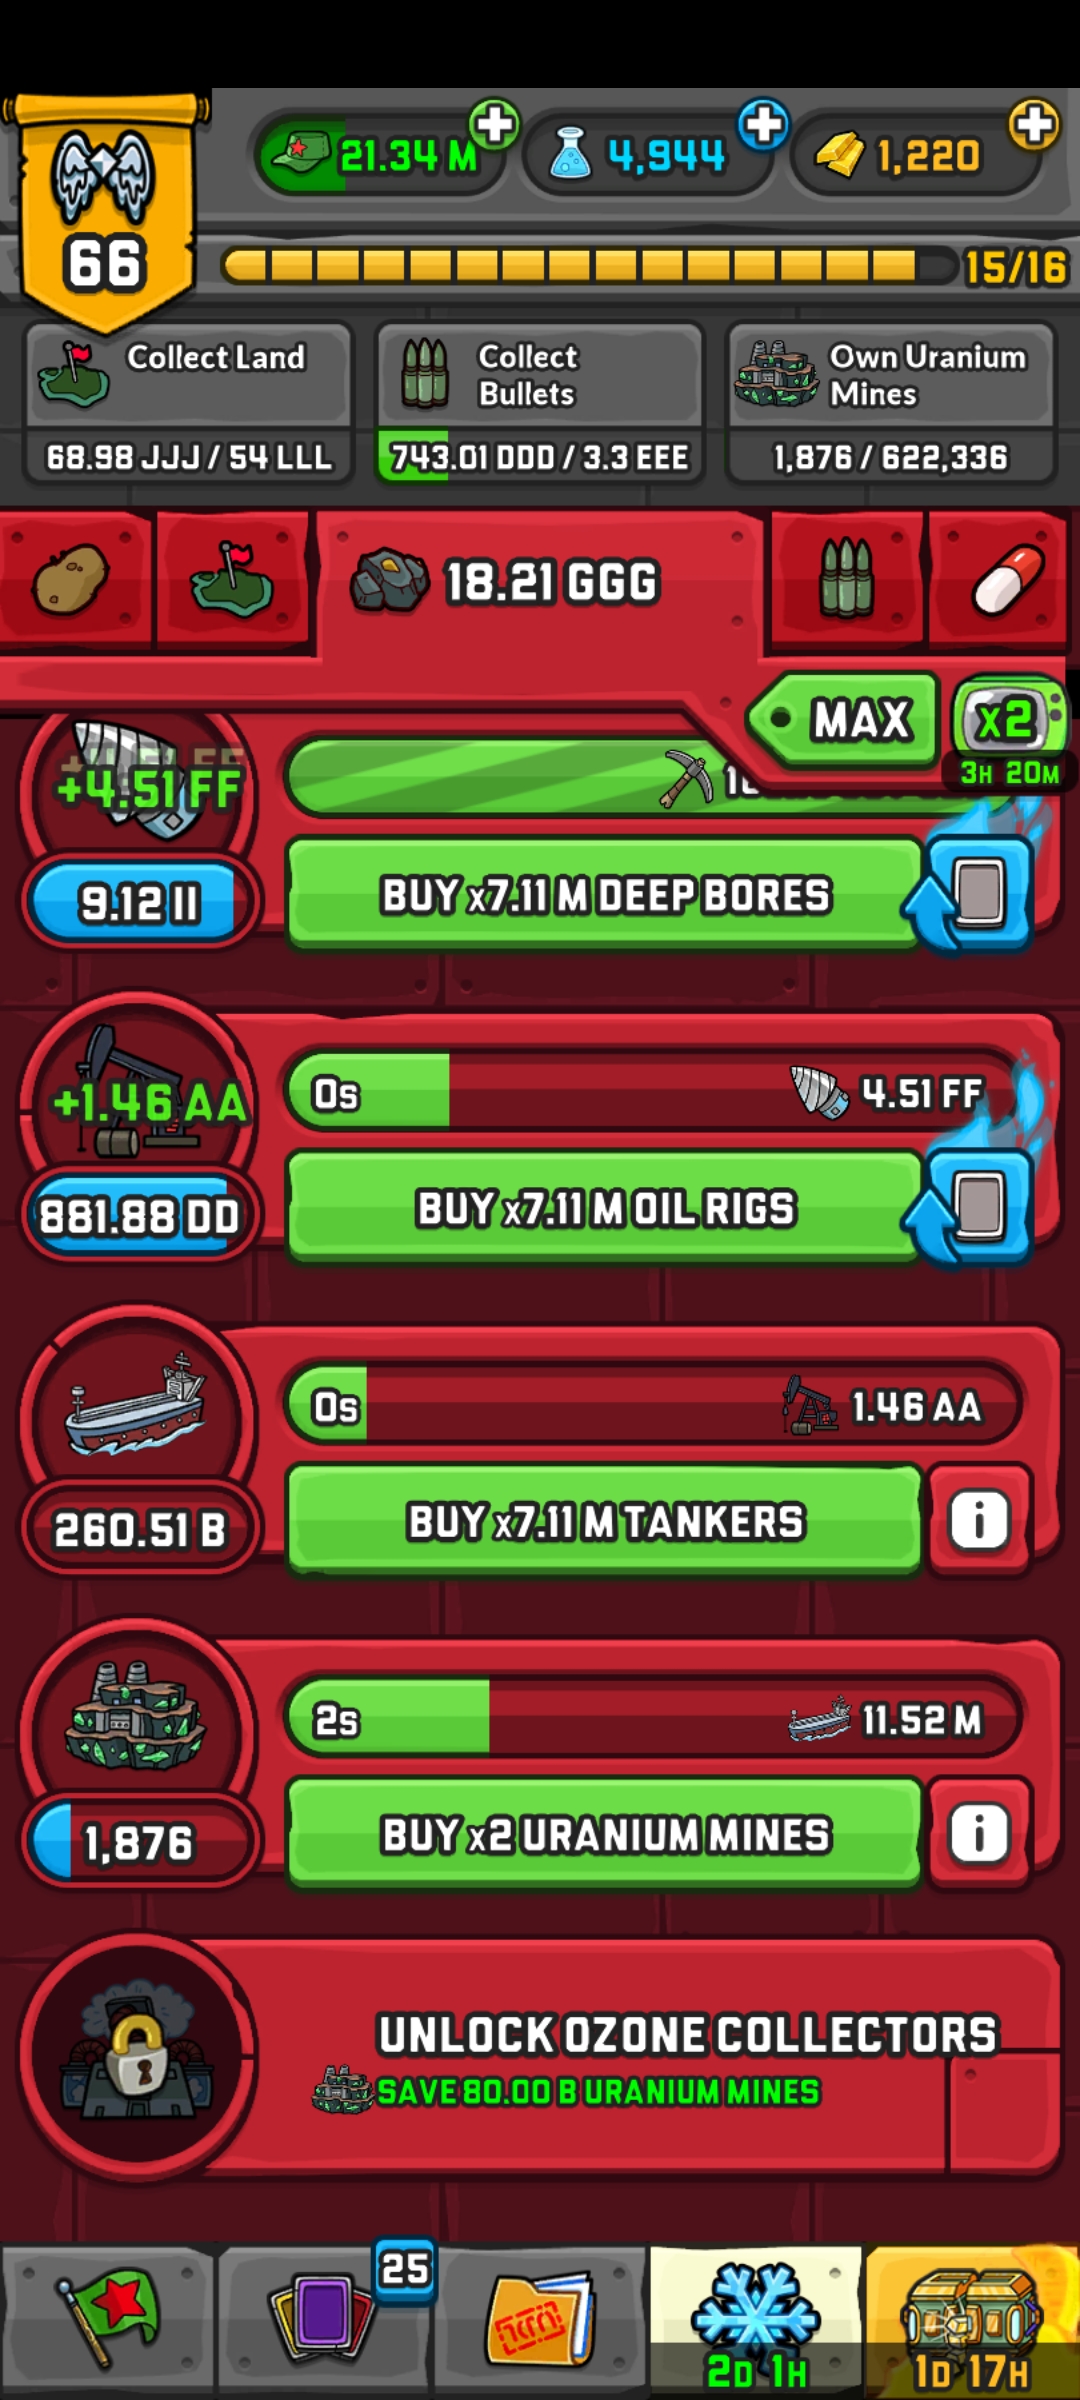 21.34 M
4,944
1,220
66
15/16
Collect Land
68.98 JJJ / 54 LLL
Collect
Bullets
743.01 DDD / 3.3 EEE
Own Uranium
Mines
1,876 / 622,336
18.21 GGG
MAX
x2
3H 20M
+4.51 FF
9.12 II
BUY x7.11 M DEEP BORES
+1.46 AA
0s
4.51 FF
881.88 DD
BUY x7.11 M OIL RIGS
0s
1.46 AA
260.51 B
BUY x7.11 M TANKERS
i
2s
11.52 M
1,876
BUY x2 URANIUM MINES
i
UNLOCK OZONE COLLECTORS
SAVE 80.00 B URANIUM MINES
25
2D 1H
1D 17H